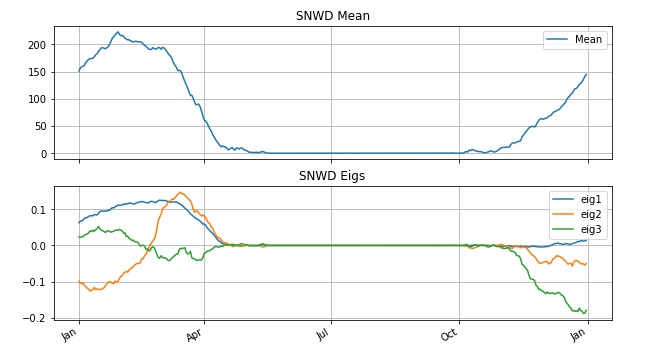 SNWD Mean
200
150
100
50
0
Mean
SNWD Eigs
0.1
0.0
−0.1
−0.2
eig1
eig2
eig3
Jan
Apr
Jul
Oct
Jan